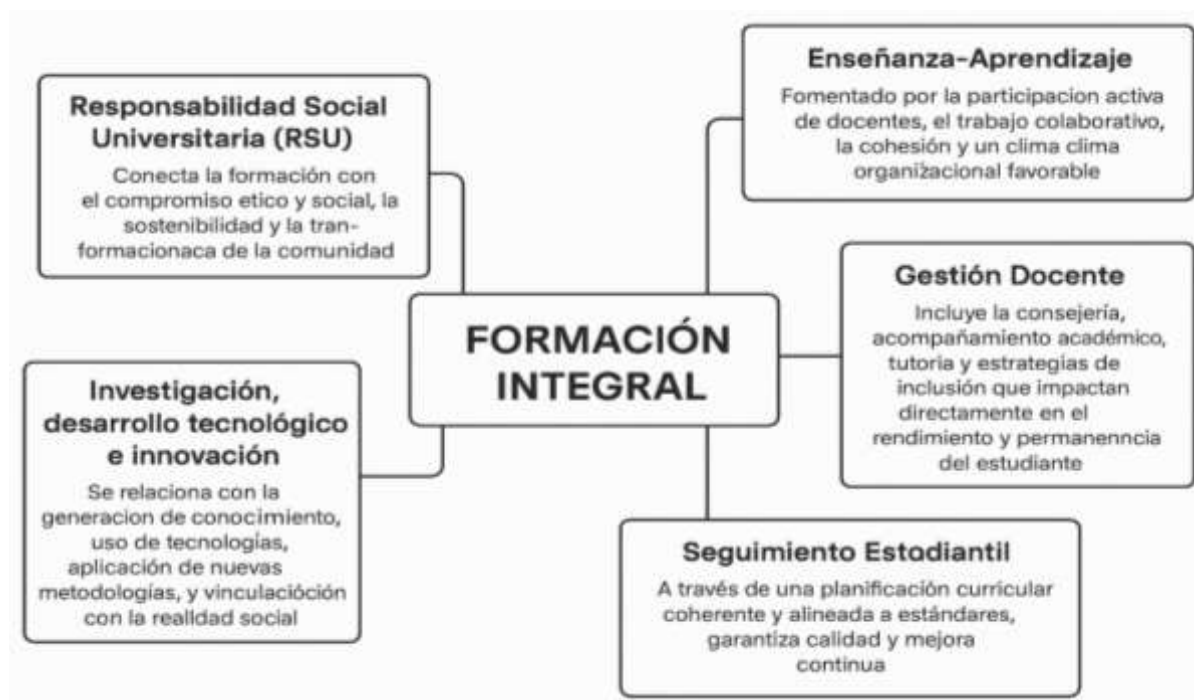 Responsabilidad Social
Universitaria (RSU)
Conecta la formación con
el compromiso etico y social, la
sostenibilidad y la tran-
formacionaca de la comunidad
Investigación,
desarrollo tecnológico
e innovación
Se relaciona con la
generacion de conocimiento,
uso de tecnologías,
aplicación de nuevas
metodologías, y vinculacióción
con la realidad social
FORMACIÓN
INTEGRAL
Enseñanza-Aprendizaje
Fomentado por la participacion activa
de docentes, el trabajo colaborativo,
la cohesión y un clima clima
organizacional favorable
Gestión Docente
Incluye la consejería,
acompañamiento académico,
tutoria y estrategias de
inclusión que impactan
directamente en el
rendimiento y permanenncia
del estudiante
Seguimiento Estadiantil
A través de una planificación curricular
coherente y alineada a estándares,
garantiza calidad y mejora
continua